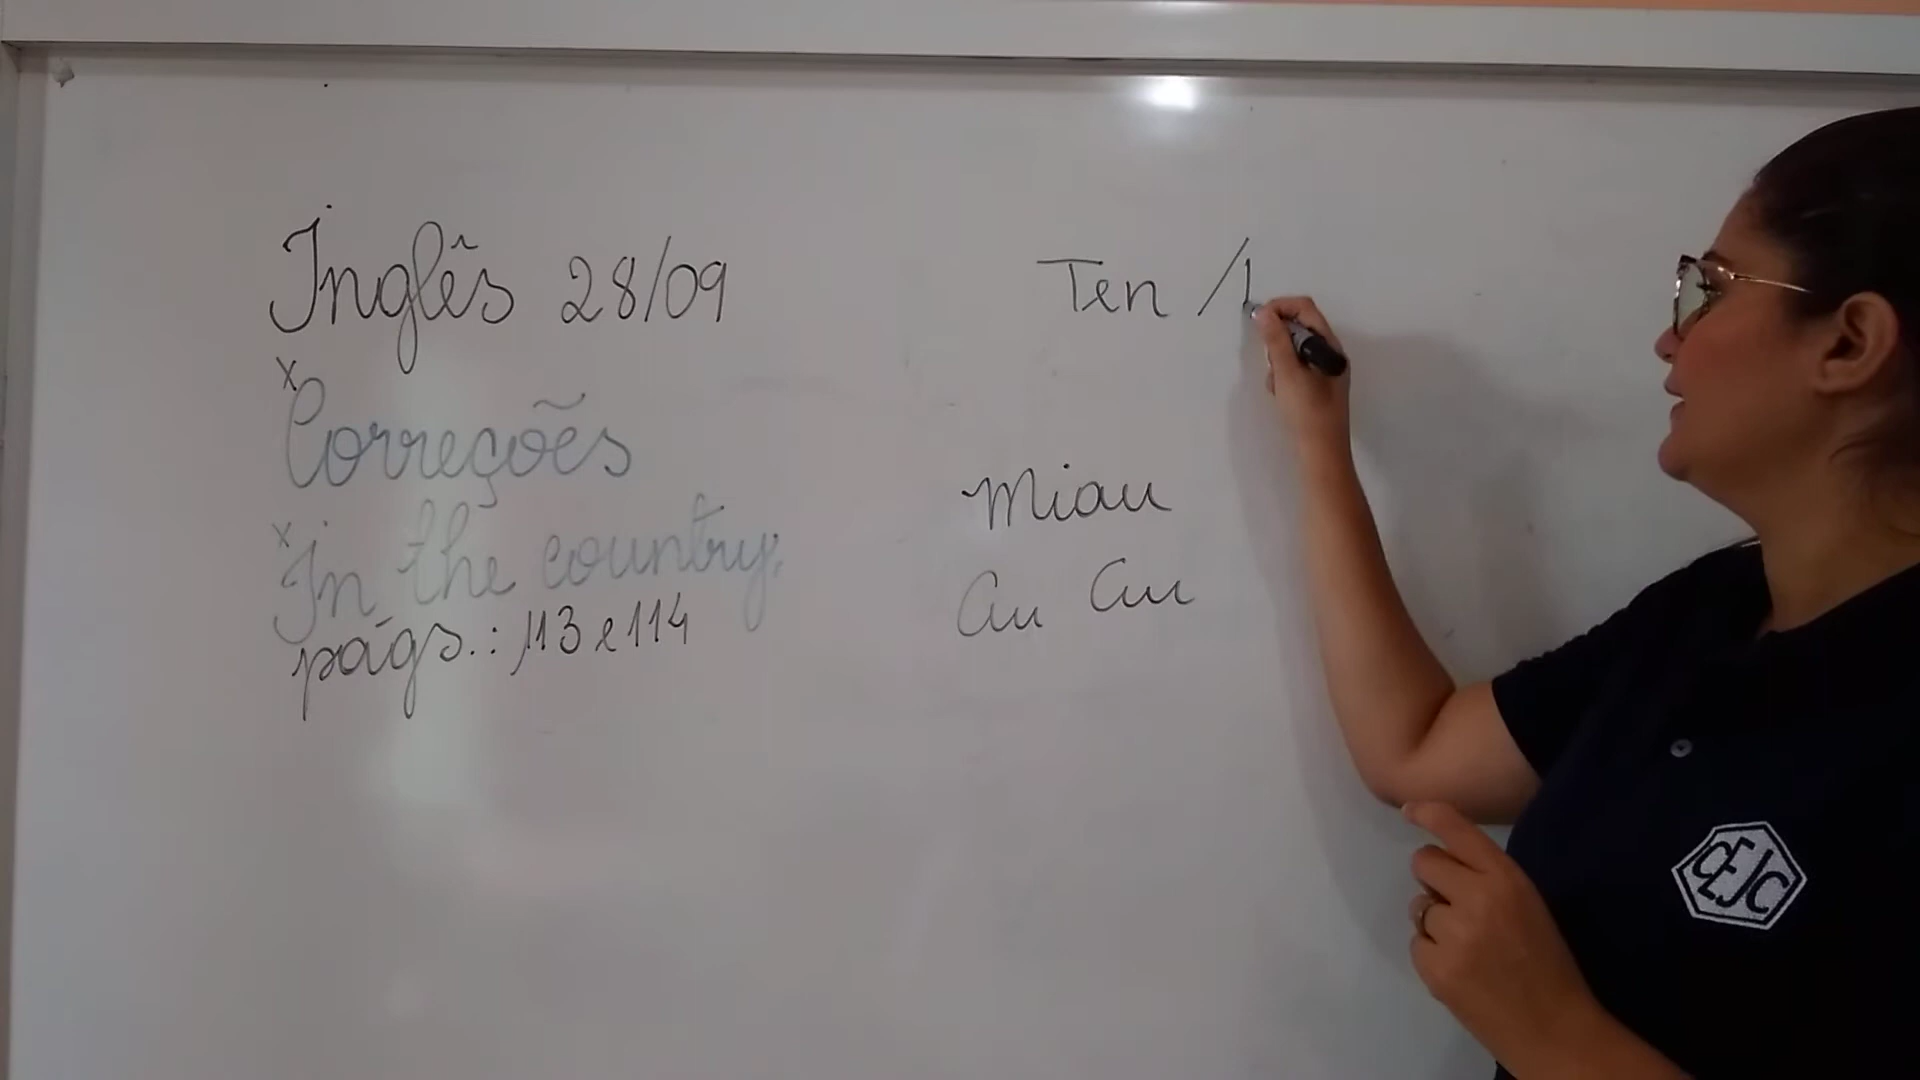 Inglês 28/09
x Correções
x In the country,
págs.: 113 e 114
Ten /
Miau
Au Au
CEJC